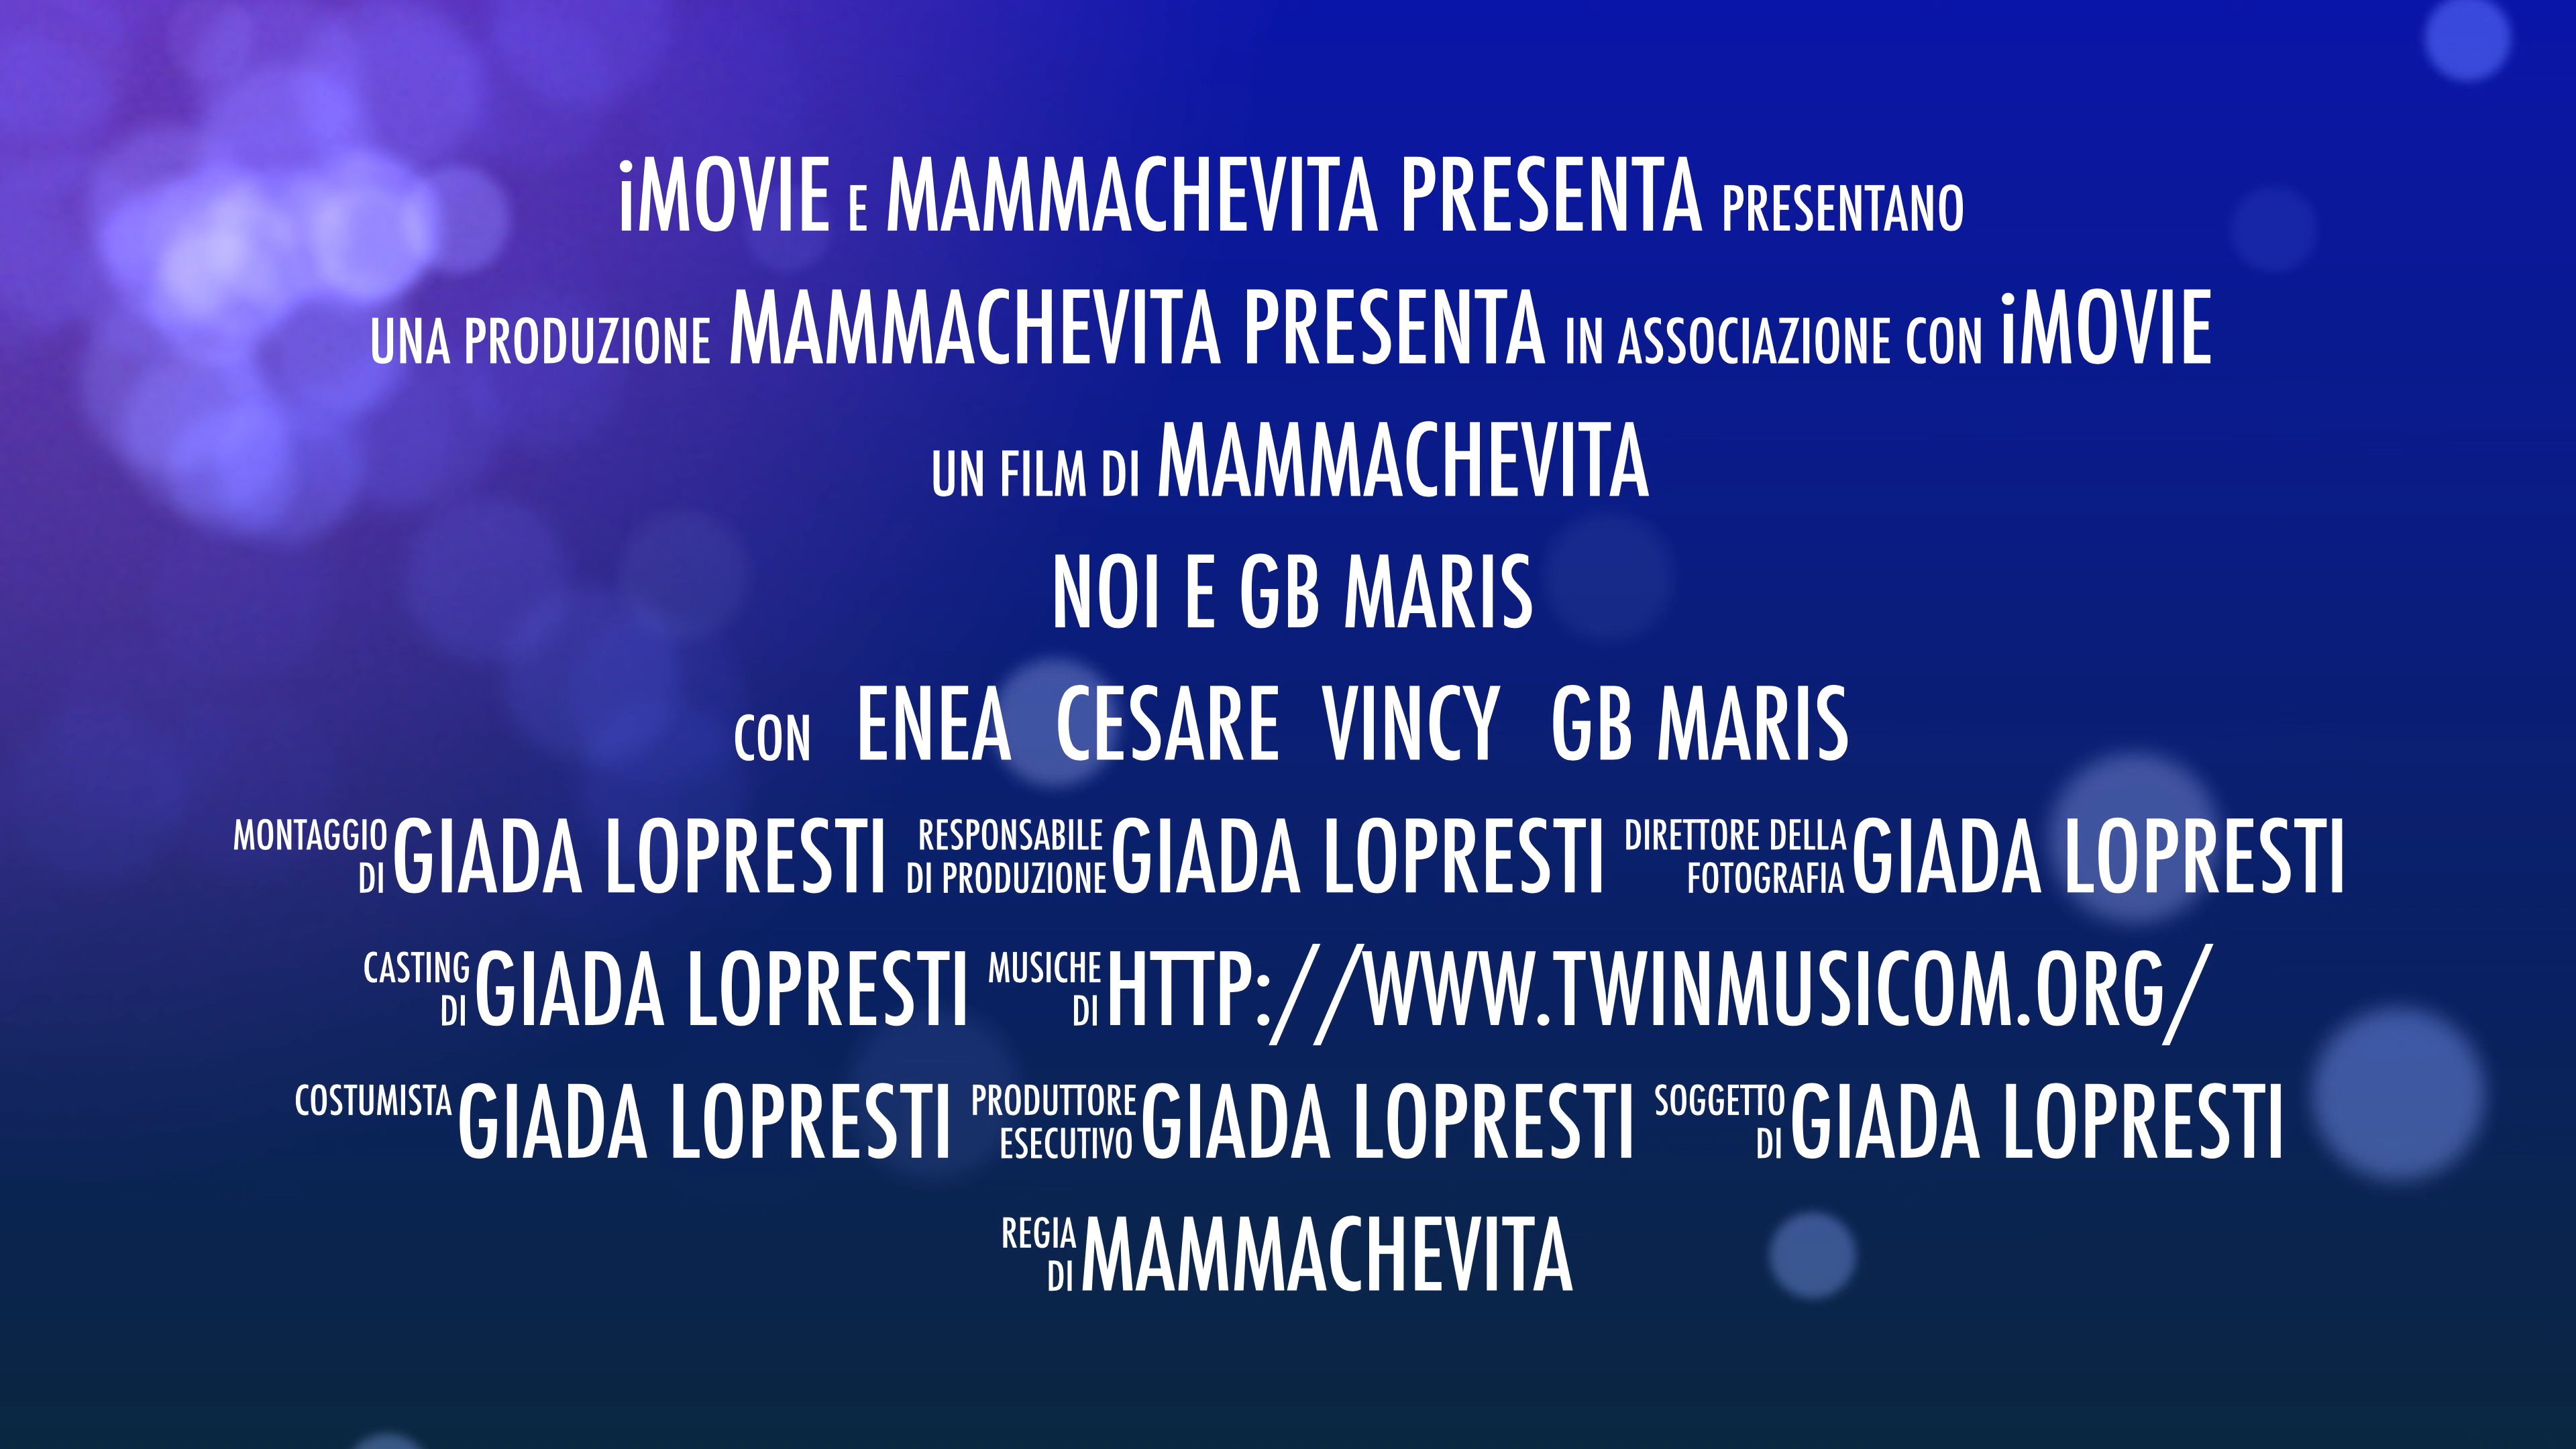 iMOVIE E MAMMACHEVITA PRESENTA PRESENTANO
UNA PRODUZIONE MAMMACHEVITA PRESENTA IN ASSOCIAZIONE CON iMOVIE
UN FILM DI MAMMACHEVITA
NOI E GB MARIS
CON ENEA CESARE VINCY GB MARIS
MONTAGGIO DI GIADA LOPRESTI RESPONSABILE DI PRODUZIONE GIADA LOPRESTI DIRETTORE DELLA FOTOGRAFIA GIADA LOPRESTI
CASTING DI GIADA LOPRESTI MUSICHE DI HTTP://WWW.TWINMUSICOM.ORG/
COSTUMISTA GIADA LOPRESTI PRODUTTORE ESECUTIVO GIADA LOPRESTI SOGGETTO DI GIADA LOPRESTI
REGIA DI MAMMACHEVITA